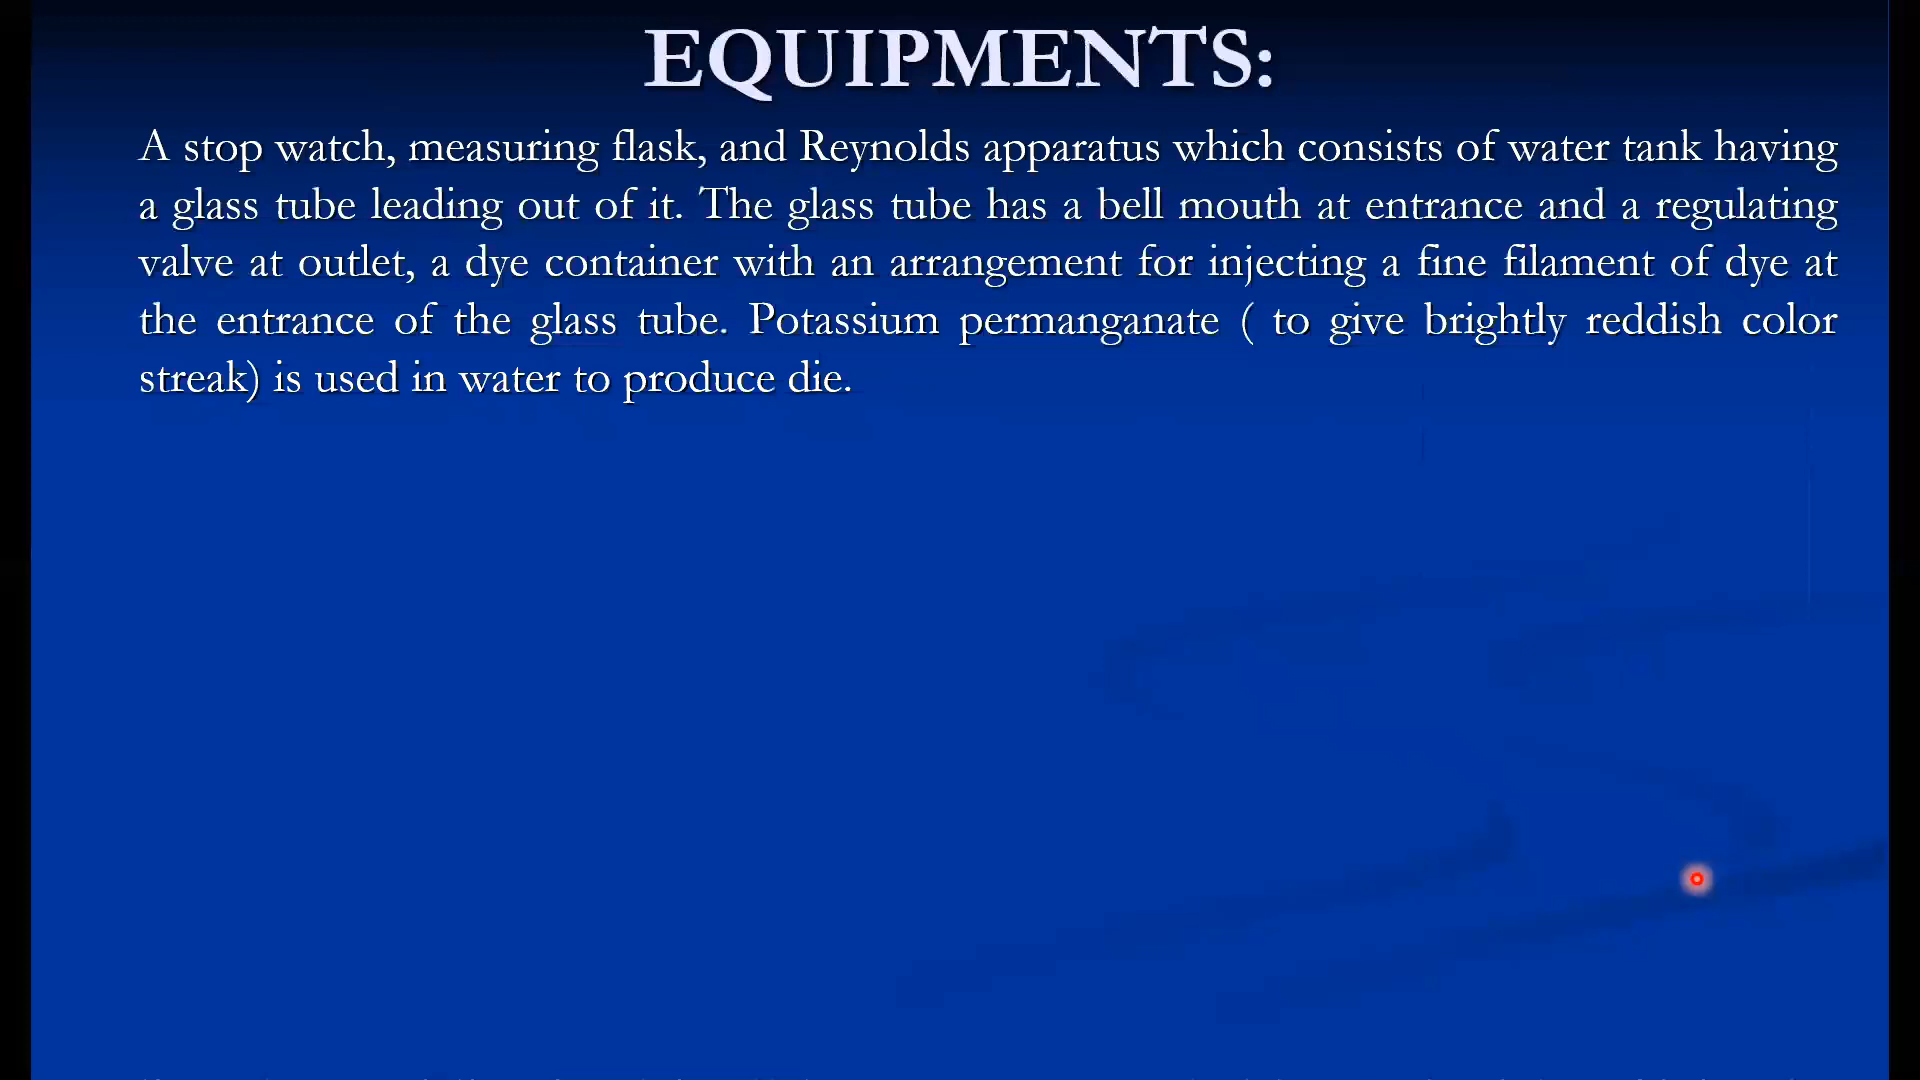 EQUIPMENTS:
A stop watch, measuring flask, and Reynolds apparatus which consists of water tank having
a glass tube leading out of it. The glass tube has a bell mouth at entrance and a regulating
valve at outlet, a dye container with an arrangement for injecting a fine filament of dye at
the entrance of the glass tube. Potassium permanganate ( to give brightly reddish color
streak) is used in water to produce die.